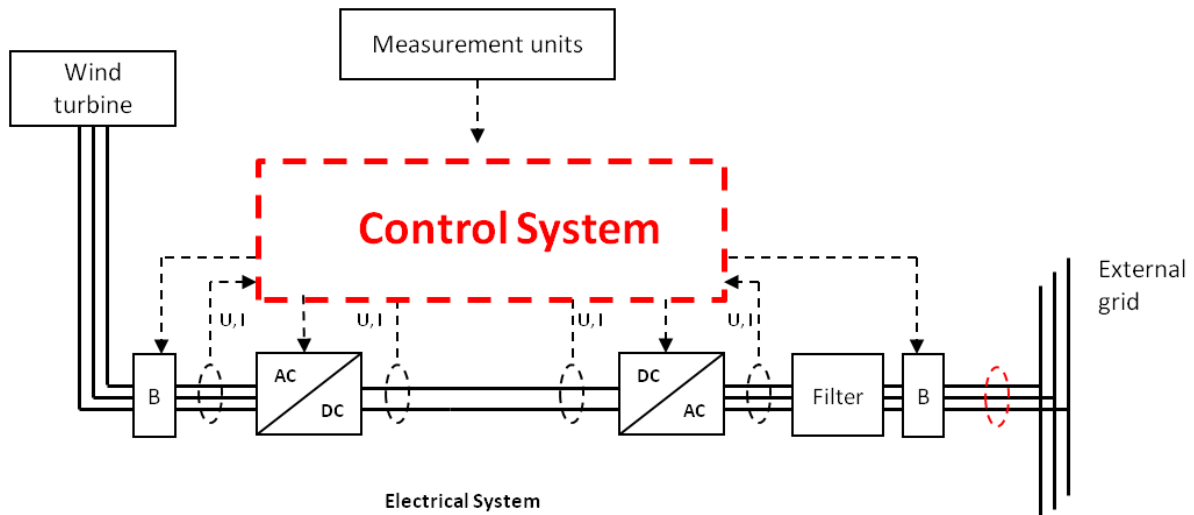 Measurement units
Wind
turbine
Control System
External
grid
U, I
U, I
U, I
U, I
AC
DC
DC
AC
B
Filter
B
Electrical System